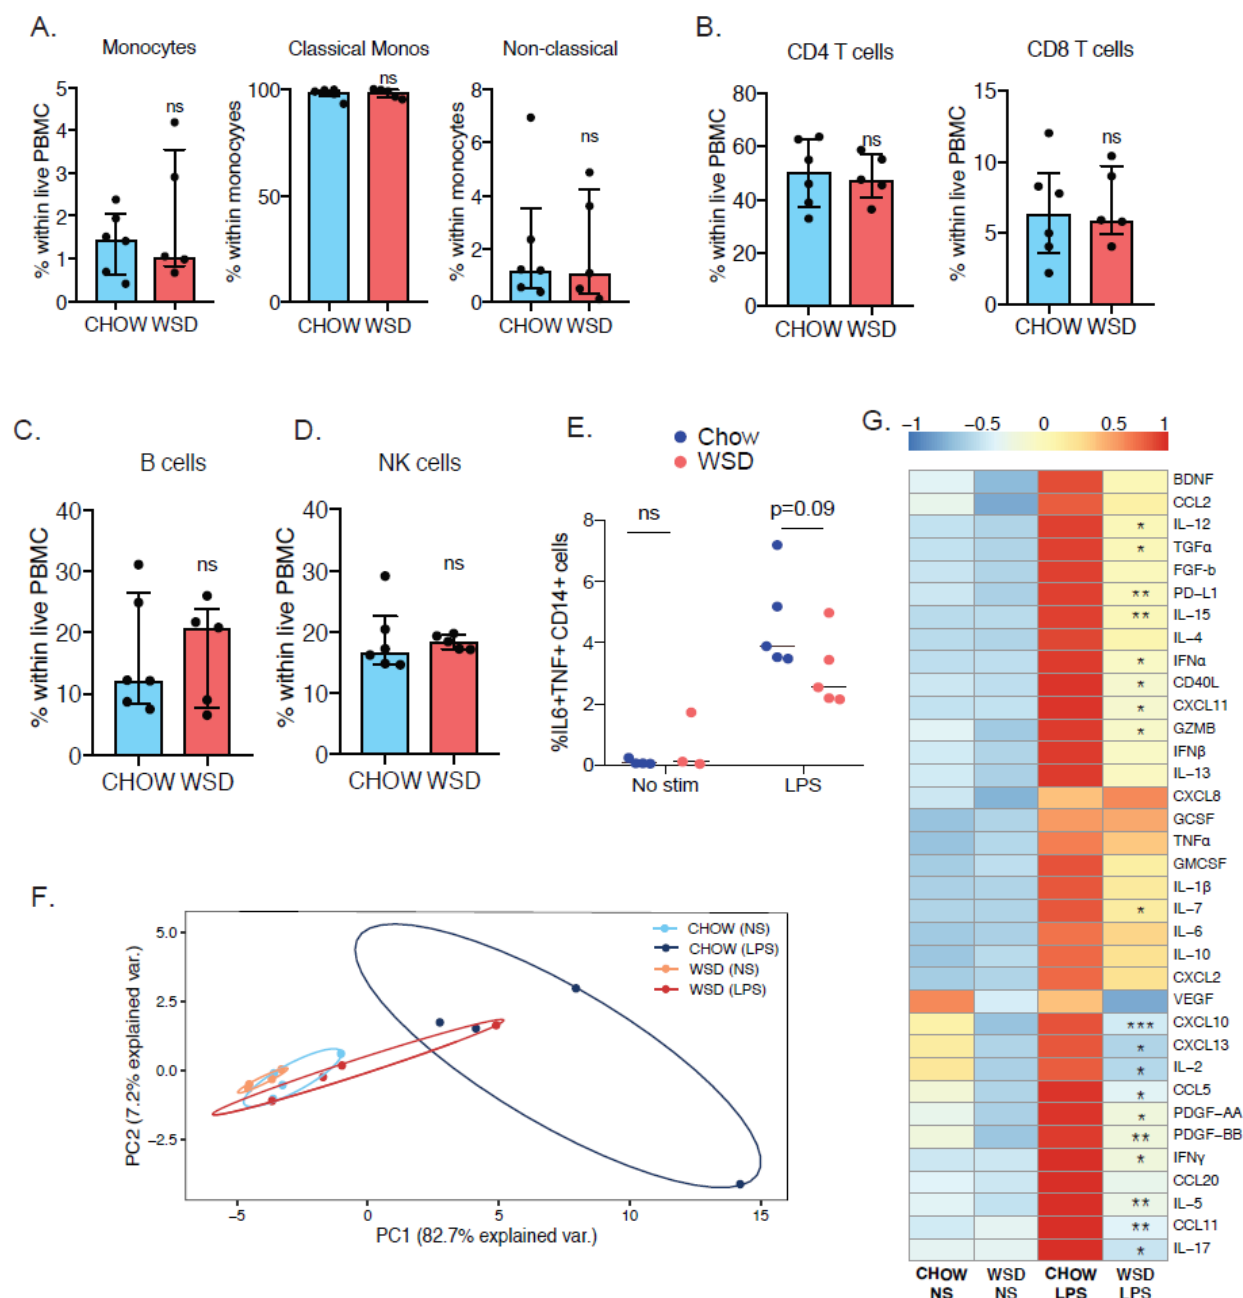 A.
Monocytes
Classical Monos
Non-classical
% within live PBMC
5
4
3
2
1
0
ns
CHOW WSD
% within monocyyes
100
50
0
ns
CHOW WSD
% within monocytes
8
6
4
2
0
ns
CHOW WSD
B.
CD4 T cells
CD8 T cells
% within live PBMC
80
60
40
20
0
ns
CHOW WSD
% within live PBMC
15
10
5
0
ns
CHOW WSD
C.
B cells
% within live PBMC
40
30
20
10
0
ns
CHOW WSD
D.
NK cells
% within live PBMC
40
30
20
10
0
ns
CHOW WSD
E.
Chow
WSD
%IL6+TNF+ CD14+ cells
8
6
4
2
0
ns
p=0.09
No stim
LPS
F.
PC2 (7.2% explained var.)
5.0
2.5
0.0
−2.5
CHOW (NS)
CHOW (LPS)
WSD (NS)
WSD (LPS)
−5
0
5
10
15
PC1 (82.7% explained var.)
G.
−1
−0.5
0
0.5
1
BDNF
CCL2
* IL−12
* TGFα
FGF-b
** PD−L1
** IL−15
IL−4
* IFNα
* CD40L
* CXCL11
* GZMB
IFNβ
IL−13
CXCL8
GCSF
TNFα
GMCSF
IL−1β
* IL−7
IL−6
IL−10
CXCL2
VEGF
*** CXCL10
* CXCL13
* IL−2
* CCL5
* PDGF−AA
** PDGF−BB
* IFNγ
CCL20
** IL−5
** CCL11
* IL−17
CHOW
NS
WSD
NS
CHOW
LPS
WSD
LPS